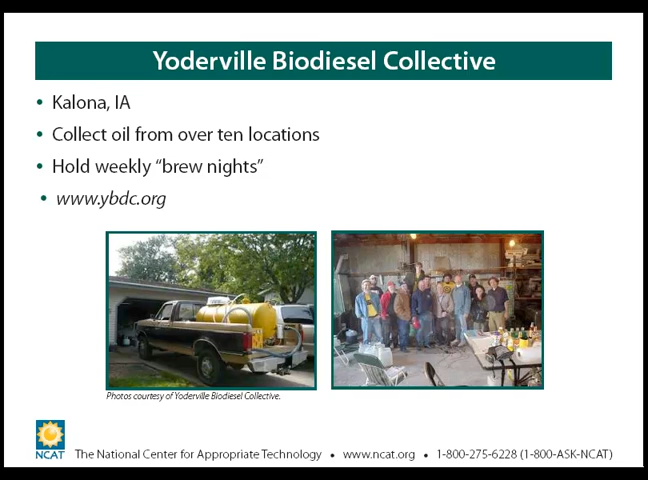 Yoderville Biodiesel Collective
• Kalona, IA
• Collect oil from over ten locations
• Hold weekly “brew nights”
• www.ybdc.org
Photos courtesy of Yoderville Biodiesel Collective.
NCAT
The National Center for Appropriate Technology • www.ncat.org • 1-800-275-6228 (1-800-ASK-NCAT)